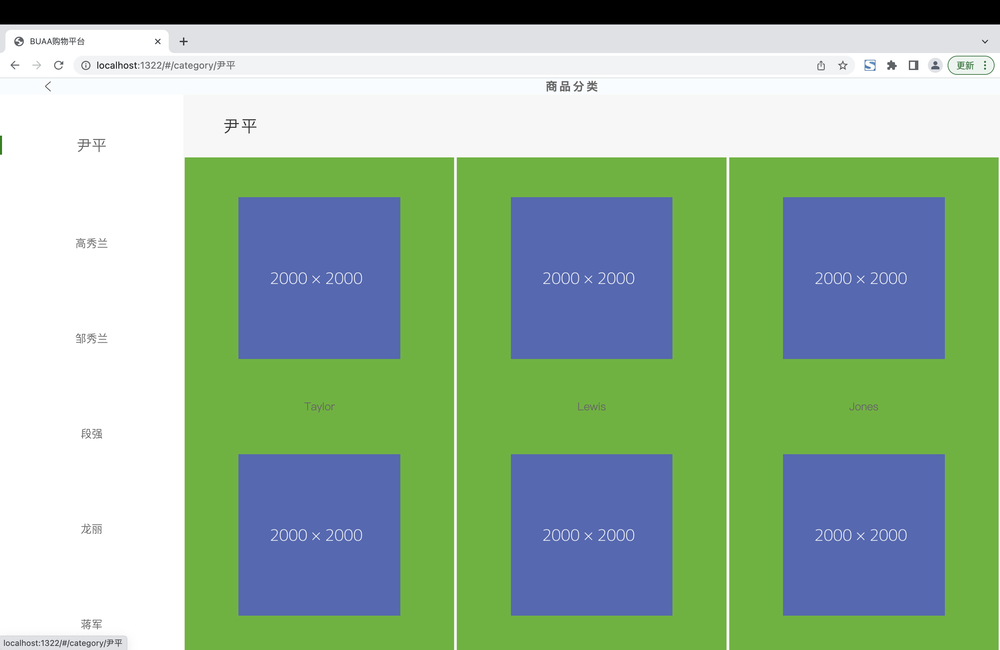 BUAA购物平台
localhost:1322/#/category/尹平
更新
商品分类
尹平
高秀兰
邹秀兰
段强
龙丽
蒋军
尹平
2000 × 2000
2000 × 2000
2000 × 2000
Taylor
Lewis
Jones
2000 × 2000
2000 × 2000
2000 × 2000
localhost:1322/#/category/尹平